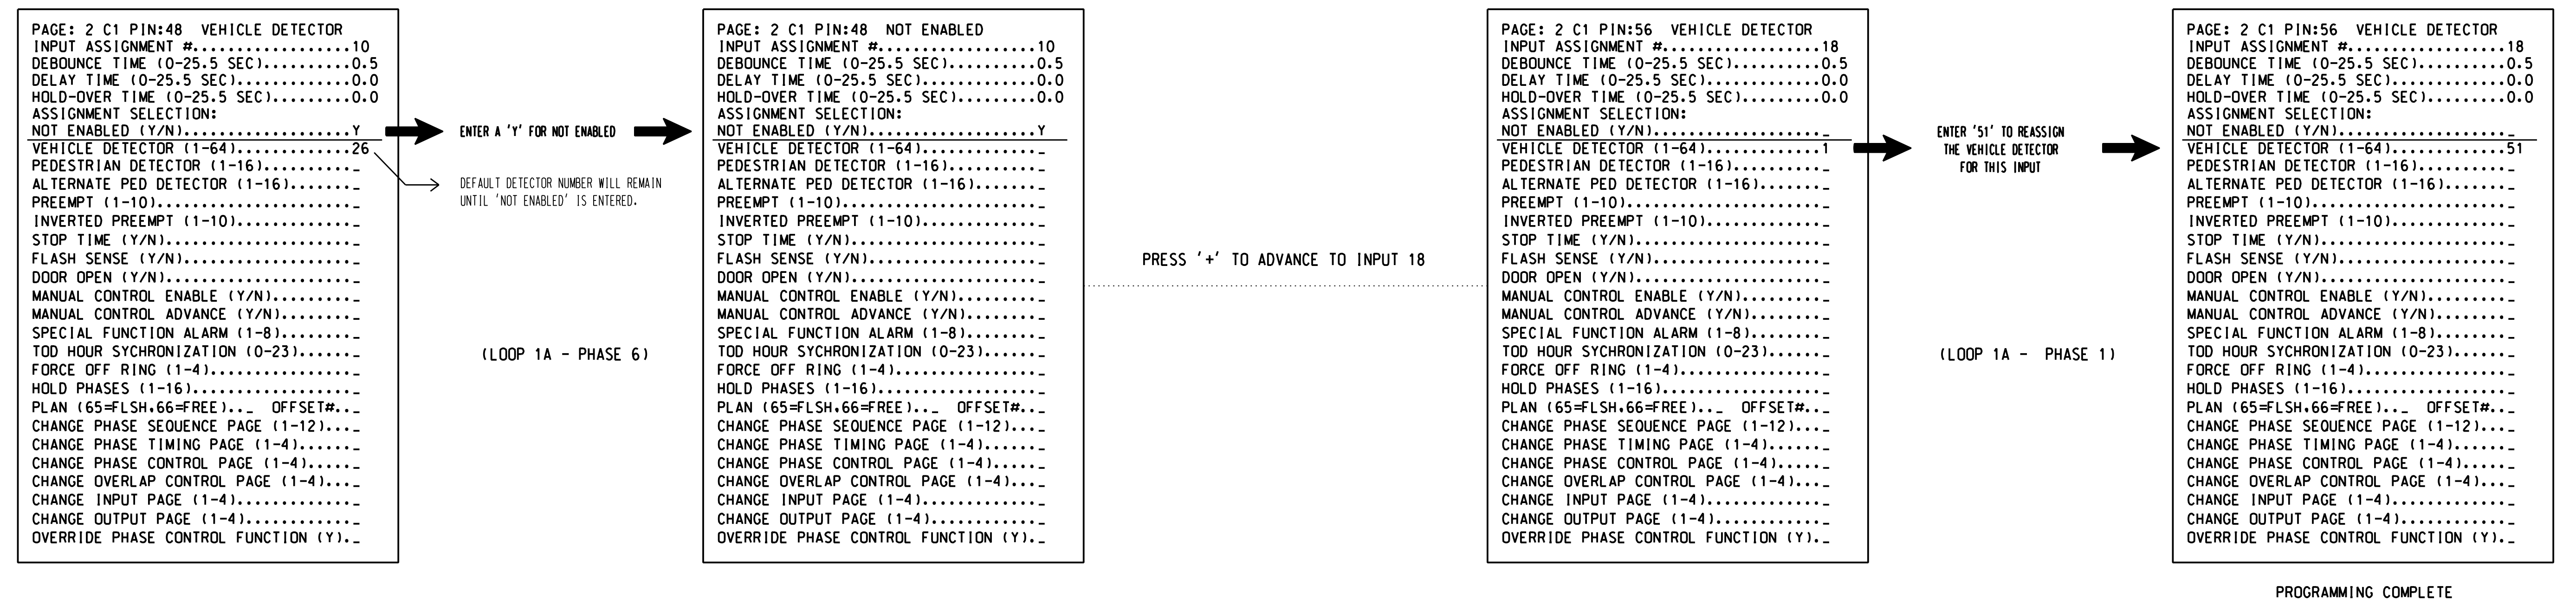 PAGE: 2 C1 PIN:48 VEHICLE DETECTOR
INPUT ASSIGNMENT #...................10
DEBOUNCE TIME (0-25.5 SEC).......0.5
DELAY TIME (0-25.5 SEC)..........0.0
HOLD-OVER TIME (0-25.5 SEC).........0.0
ASSIGNMENT SELECTION:
NOT ENABLED (Y/N).....................Y
VEHICLE DETECTOR (1-64)..............26
PEDESTRIAN DETECTOR (1-16)..........._
ALTERNATE PED DETECTOR (1-16)......._
PREEMPT (1-10)........................_
INVERTED PREEMPT (1-10)..............._
STOP TIME (Y/N)......................._
FLASH SENSE (Y/N)....................._
DOOR OPEN (Y/N)......................._
MANUAL CONTROL ENABLE (Y/N)........._
MANUAL CONTROL ADVANCE (Y/N)........_
SPECIAL FUNCTION ALARM (1-8)........_
TOD HOUR SYCHRONIZATION (0-23)......_
FORCE OFF RING (1-4).................._
HOLD PHASES (1-16)...................._
PLAN (65=FLSH,66=FREE).._ OFFSET#.._
CHANGE PHASE SEQUENCE PAGE (1-12)..._
CHANGE PHASE TIMING PAGE (1-4)......_
CHANGE PHASE CONTROL PAGE (1-4)....._
CHANGE OVERLAP CONTROL PAGE (1-4)..._
CHANGE INPUT PAGE (1-4)............._
CHANGE OUTPUT PAGE (1-4)............_
OVERRIDE PHASE CONTROL FUNCTION (Y)._
ENTER A 'Y' FOR NOT ENABLED
DEFAULT DETECTOR NUMBER WILL REMAIN
UNTIL 'NOT ENABLED' IS ENTERED.
(LOOP 1A - PHASE 6)
PAGE: 2 C1 PIN:48 NOT ENABLED
INPUT ASSIGNMENT #...................10
DEBOUNCE TIME (0-25.5 SEC).......0.5
DELAY TIME (0-25.5 SEC)..........0.0
HOLD-OVER TIME (0-25.5 SEC).........0.0
ASSIGNMENT SELECTION:
NOT ENABLED (Y/N).....................Y
VEHICLE DETECTOR (1-64).............._
PEDESTRIAN DETECTOR (1-16)..........._
ALTERNATE PED DETECTOR (1-16)......._
PREEMPT (1-10)........................_
INVERTED PREEMPT (1-10)..............._
STOP TIME (Y/N)......................._
FLASH SENSE (Y/N)....................._
DOOR OPEN (Y/N)......................._
MANUAL CONTROL ENABLE (Y/N)........._
MANUAL CONTROL ADVANCE (Y/N)........_
SPECIAL FUNCTION ALARM (1-8)........_
TOD HOUR SYCHRONIZATION (0-23)......_
FORCE OFF RING (1-4).................._
HOLD PHASES (1-16)...................._
PLAN (65=FLSH,66=FREE).._ OFFSET#.._
CHANGE PHASE SEQUENCE PAGE (1-12)..._
CHANGE PHASE TIMING PAGE (1-4)......_
CHANGE PHASE CONTROL PAGE (1-4)....._
CHANGE OVERLAP CONTROL PAGE (1-4)..._
CHANGE INPUT PAGE (1-4)............._
CHANGE OUTPUT PAGE (1-4)............_
OVERRIDE PHASE CONTROL FUNCTION (Y)._
PRESS '+' TO ADVANCE TO INPUT 18
PAGE: 2 C1 PIN:56 VEHICLE DETECTOR
INPUT ASSIGNMENT #...................18
DEBOUNCE TIME (0-25.5 SEC).......0.5
DELAY TIME (0-25.5 SEC)..........0.0
HOLD-OVER TIME (0-25.5 SEC).........0.0
ASSIGNMENT SELECTION:
NOT ENABLED (Y/N)....................._
VEHICLE DETECTOR (1-64)..............1
PEDESTRIAN DETECTOR (1-16)..........._
ALTERNATE PED DETECTOR (1-16)......._
PREEMPT (1-10)........................_
INVERTED PREEMPT (1-10)..............._
STOP TIME (Y/N)......................._
FLASH SENSE (Y/N)....................._
DOOR OPEN (Y/N)......................._
MANUAL CONTROL ENABLE (Y/N)........._
MANUAL CONTROL ADVANCE (Y/N)........_
SPECIAL FUNCTION ALARM (1-8)........_
TOD HOUR SYCHRONIZATION (0-23)......_
FORCE OFF RING (1-4).................._
HOLD PHASES (1-16)...................._
PLAN (65=FLSH,66=FREE).._ OFFSET#.._
CHANGE PHASE SEQUENCE PAGE (1-12)..._
CHANGE PHASE TIMING PAGE (1-4)......_
CHANGE PHASE CONTROL PAGE (1-4)....._
CHANGE OVERLAP CONTROL PAGE (1-4)..._
CHANGE INPUT PAGE (1-4)............._
CHANGE OUTPUT PAGE (1-4)............_
OVERRIDE PHASE CONTROL FUNCTION (Y)._
ENTER '51' TO REASSIGN
THE VEHICLE DETECTOR
FOR THIS INPUT
(LOOP 1A - PHASE 1)
PAGE: 2 C1 PIN:56 VEHICLE DETECTOR
INPUT ASSIGNMENT #...................18
DEBOUNCE TIME (0-25.5 SEC).......0.5
DELAY TIME (0-25.5 SEC)..........0.0
HOLD-OVER TIME (0-25.5 SEC).........0.0
ASSIGNMENT SELECTION:
NOT ENABLED (Y/N)....................._
VEHICLE DETECTOR (1-64)..............51
PEDESTRIAN DETECTOR (1-16)..........._
ALTERNATE PED DETECTOR (1-16)......._
PREEMPT (1-10)........................_
INVERTED PREEMPT (1-10)..............._
STOP TIME (Y/N)......................._
FLASH SENSE (Y/N)....................._
DOOR OPEN (Y/N)......................._
MANUAL CONTROL ENABLE (Y/N)........._
MANUAL CONTROL ADVANCE (Y/N)........_
SPECIAL FUNCTION ALARM (1-8)........_
TOD HOUR SYCHRONIZATION (0-23)......_
FORCE OFF RING (1-4).................._
HOLD PHASES (1-16)...................._
PLAN (65=FLSH,66=FREE).._ OFFSET#.._
CHANGE PHASE SEQUENCE PAGE (1-12)..._
CHANGE PHASE TIMING PAGE (1-4)......_
CHANGE PHASE CONTROL PAGE (1-4)....._
CHANGE OVERLAP CONTROL PAGE (1-4)..._
CHANGE INPUT PAGE (1-4)............._
CHANGE OUTPUT PAGE (1-4)............_
OVERRIDE PHASE CONTROL FUNCTION (Y)._
PROGRAMMING COMPLETE